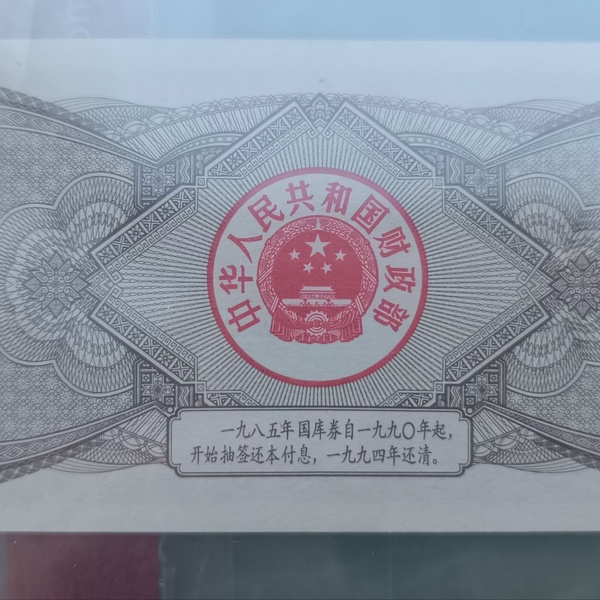 中华人民共和国财政部
一九八五年国库券自一九九〇年起，
开始抽签还本付息，一九九四年还清。